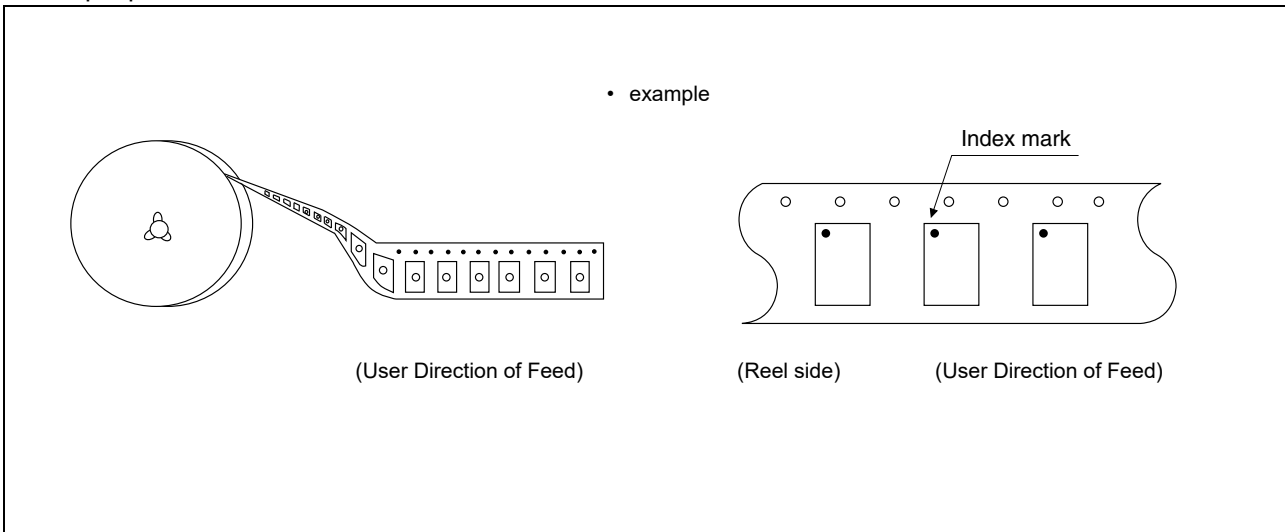 • example
Index mark
(User Direction of Feed)
(Reel side)
(User Direction of Feed)